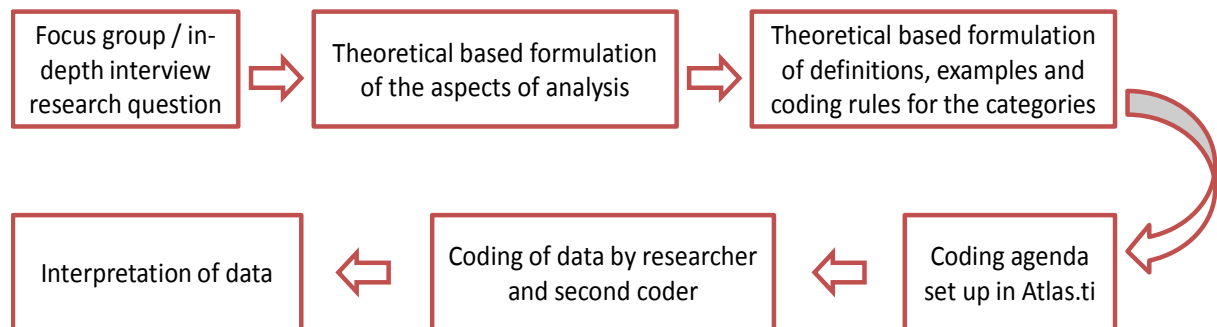 Focus group / in-
depth interview
research question
Theoretical based formulation
of the aspects of analysis
Theoretical based formulation
of definitions, examples and
coding rules for the categories
Coding agenda
set up in Atlas.ti
Coding of data by researcher
and second coder
Interpretation of data